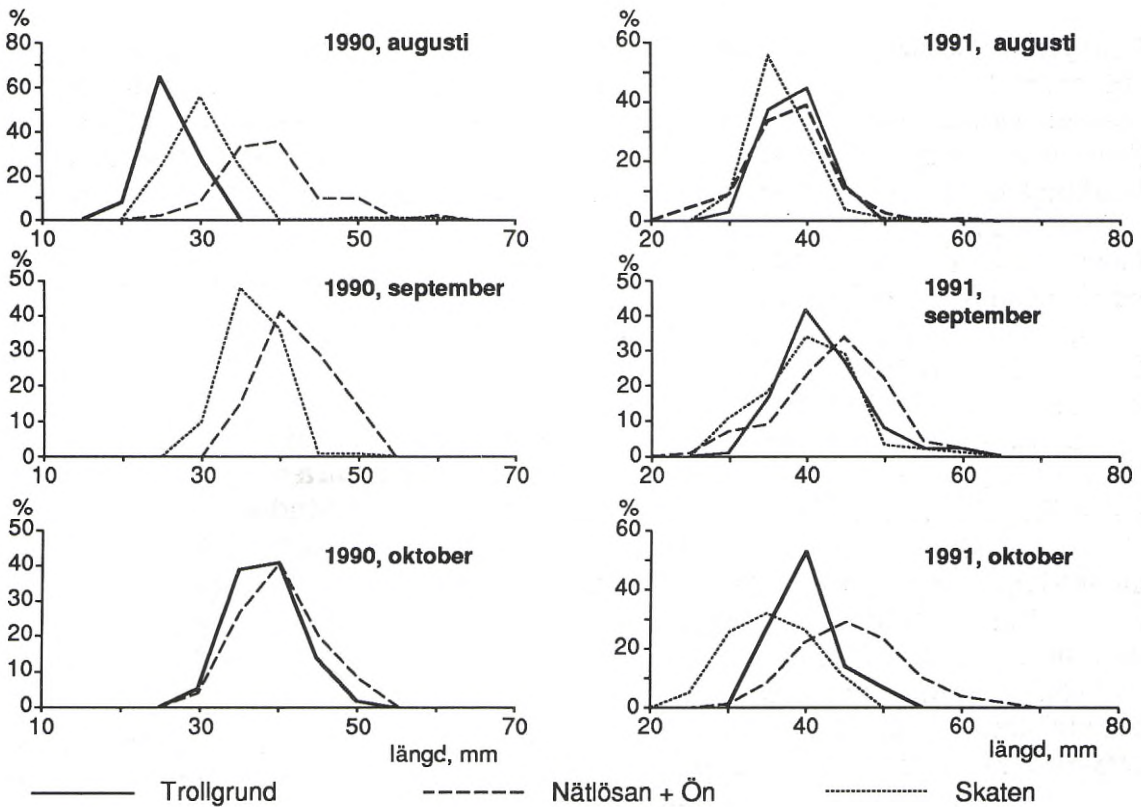 %
80
60
40
20
0
10 30 50 70
1990, augusti
%
60
40
20
0
20 40 60 80
1991, augusti
%
50
40
30
20
10
0
10 30 50 70
1990, september
%
50
40
30
20
10
0
20 40 60 80
1991,
september
%
50
40
30
20
10
0
10 30 50 70
1990, oktober
längd, mm
%
60
40
20
0
20 40 60 80
1991, oktober
längd, mm
Trollgrund Nätlösan + Ön Skaten